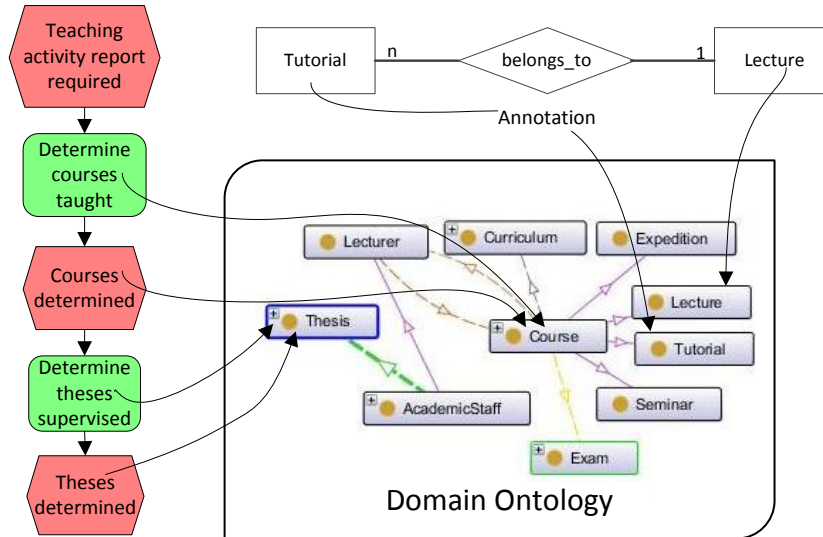 Teaching
activity report
required
Determine
courses
taught
Courses
determined
Determine
theses
supervised
Theses
determined
Tutorial
n
belongs_to
1
Lecture
Annotation
Lecturer
Curriculum
Expedition
Lecture
Thesis
Course
Tutorial
AcademicStaff
Seminar
Exam
Domain Ontology